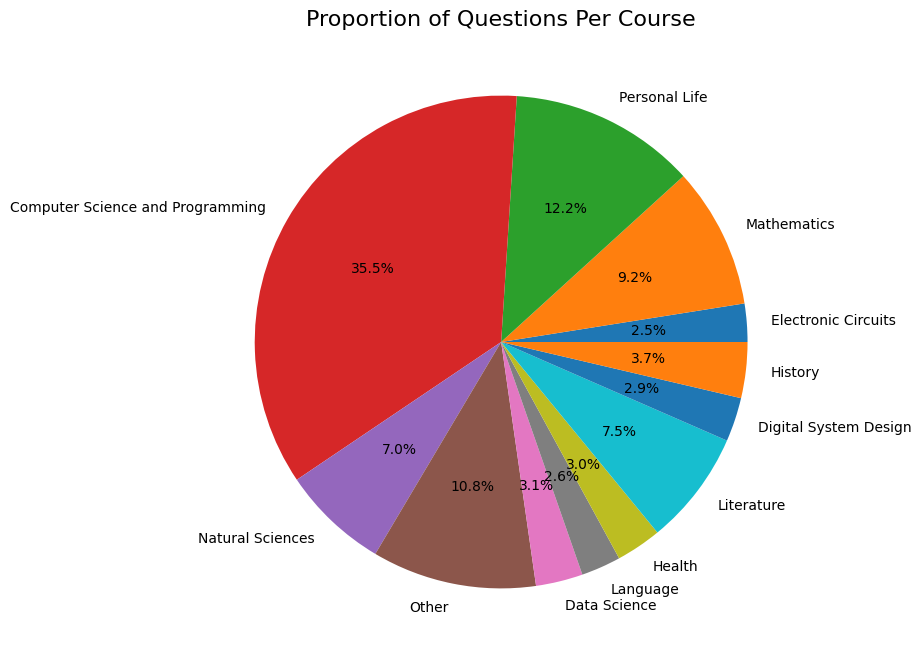 Proportion of Questions Per Course
Personal Life
12.2%
Computer Science and Programming
35.5%
Mathematics
9.2%
Electronic Circuits
2.5%
History
3.7%
Digital System Design
2.9%
Literature
7.5%
Health
3.0%
Language
2.6%
Data Science
3.1%
Other
10.8%
Natural Sciences
7.0%